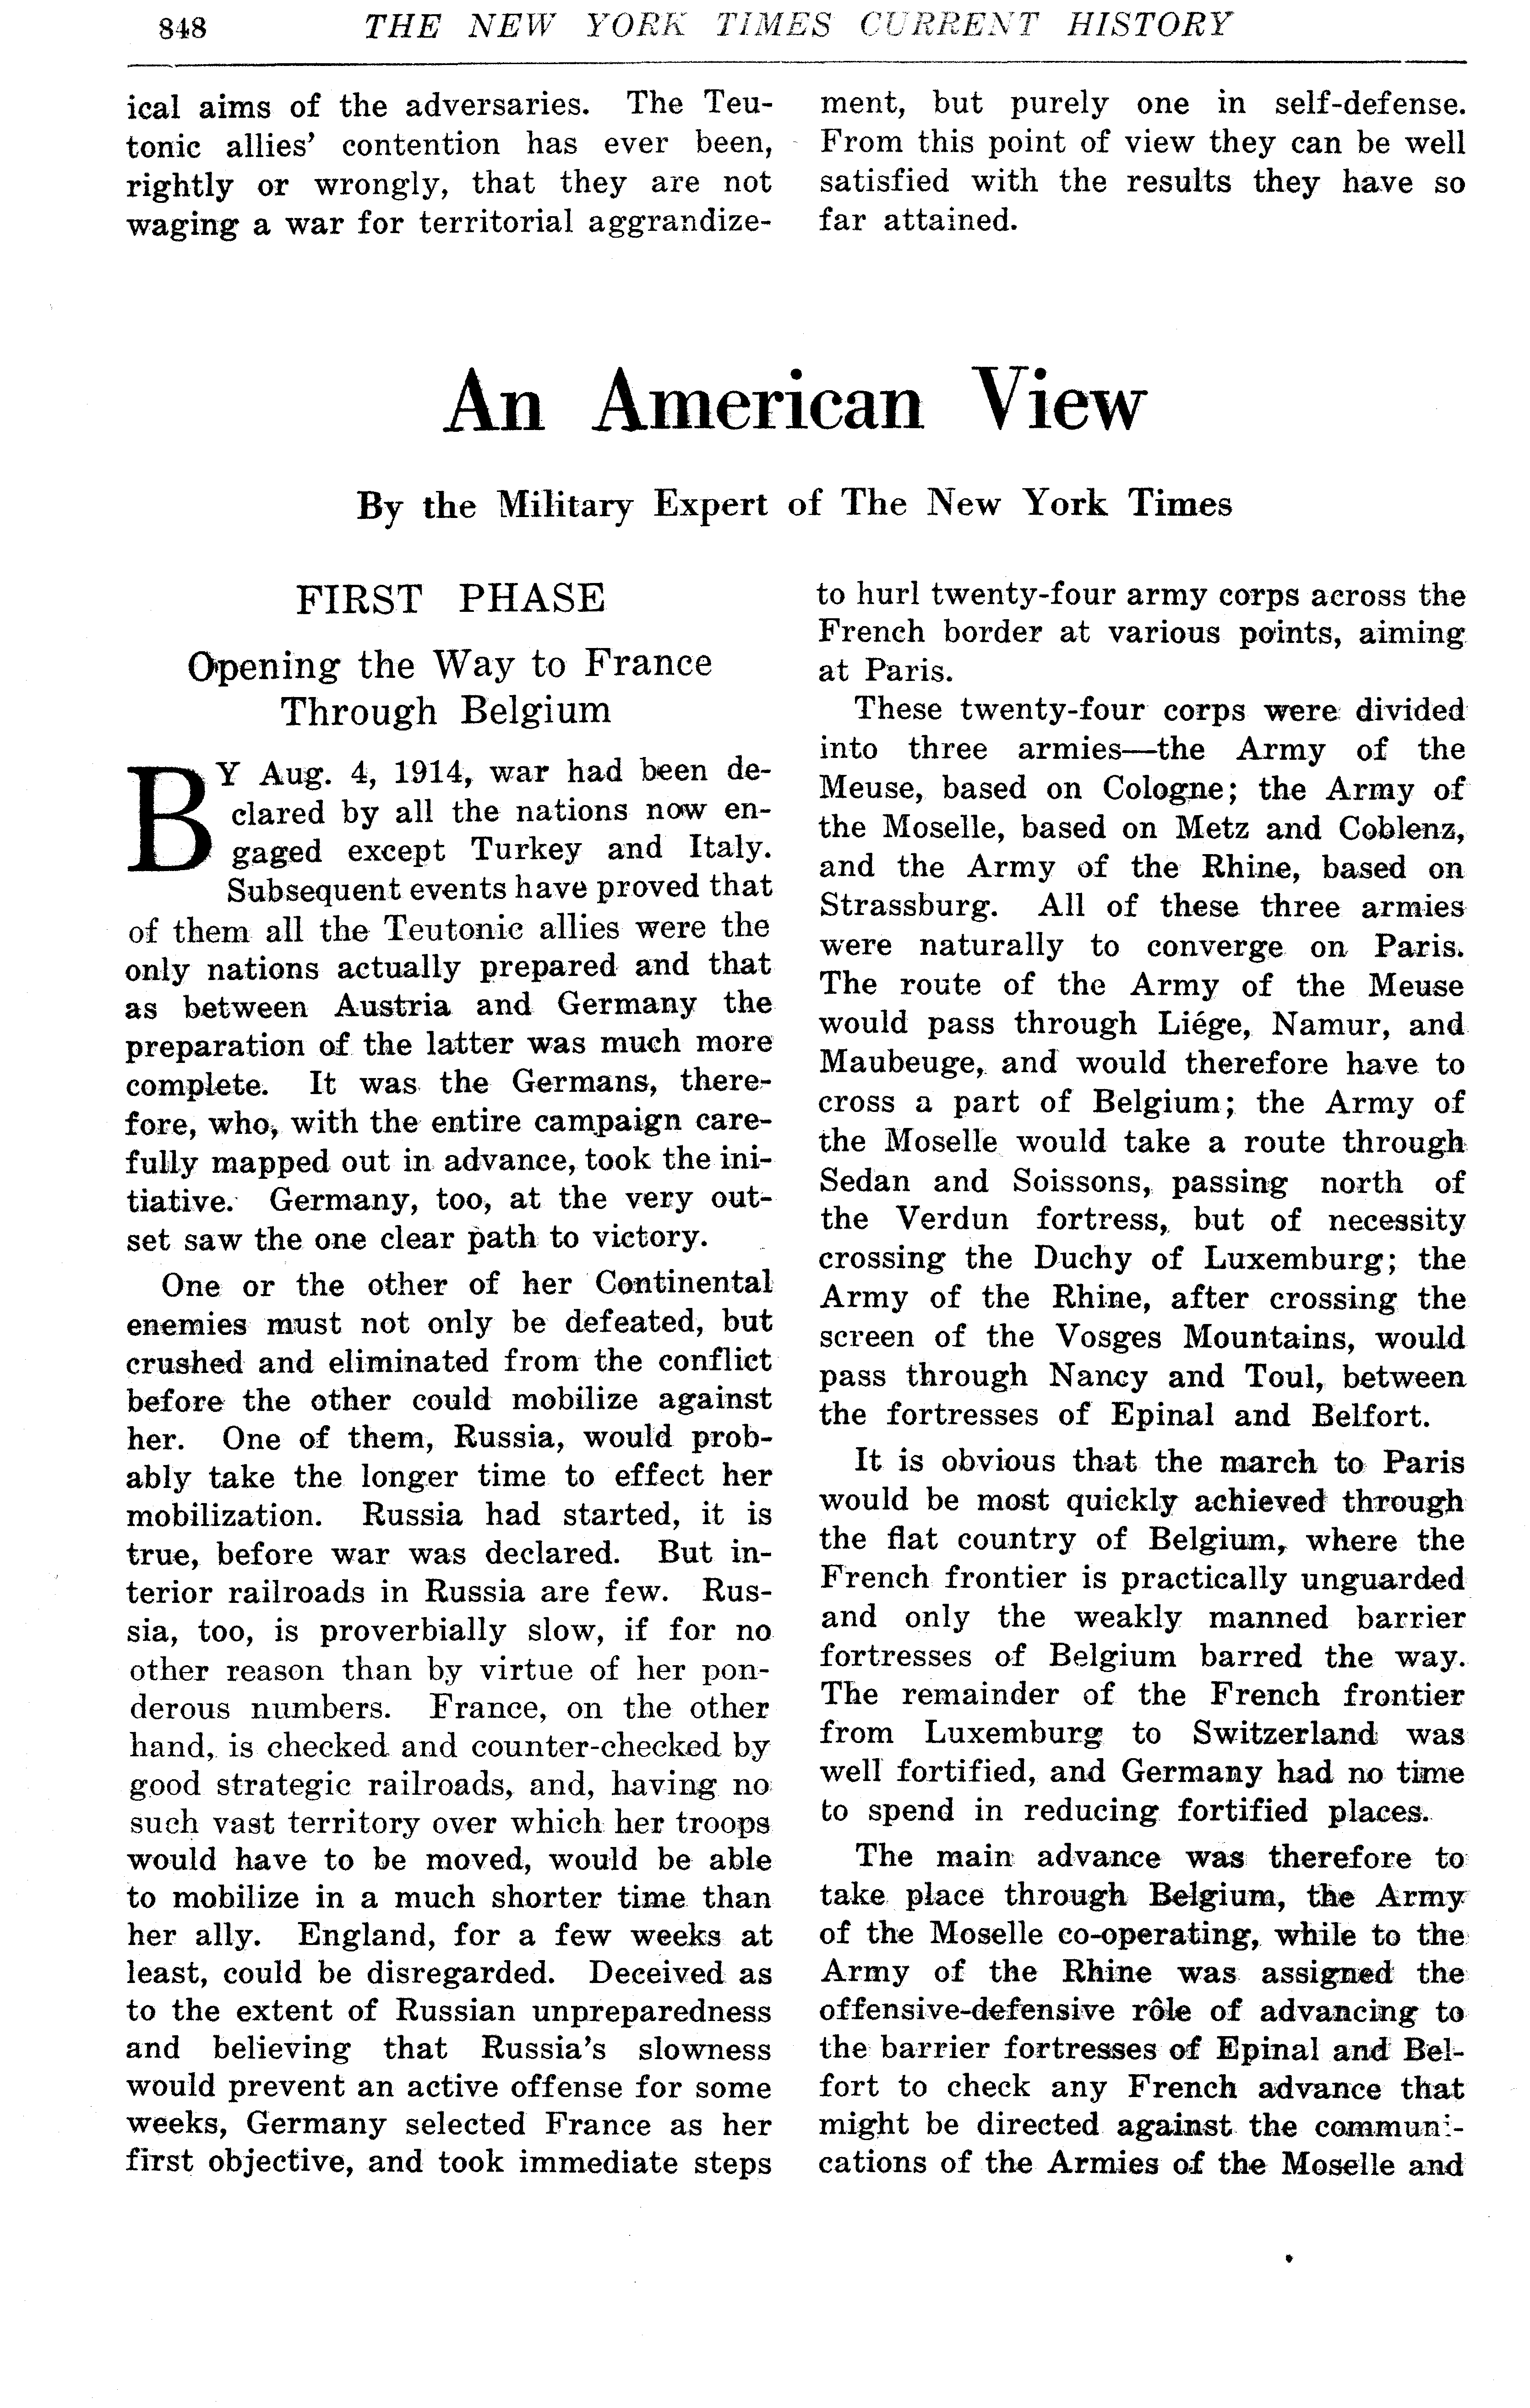 848 THE NEW YORK TIMES CURRENT HISTORY
ical aims of the adversaries. The Teu-
tonic allies' contention has ever been,
rightly or wrongly, that they are not
waging a war for territorial aggrandize-
ment, but purely one in self-defense.
From this point of view they can be well
satisfied with the results they have so
far attained.
An American View
By the Military Expert of The New York Times
FIRST PHASE
Opening the Way to France
Through Belgium
BY Aug. 4, 1914, war had been de-
clared by all the nations now en-
gaged except Turkey and Italy.
Subsequent events have proved that
of them all the Teutonic allies were the
only nations actually prepared and that
as between Austria and Germany the
preparation of the latter was much more
complete. It was the Germans, there-
fore, who, with the entire campaign care-
fully mapped out in advance, took the ini-
tiative. Germany, too, at the very out-
set saw the one clear path to victory.
One or the other of her Continental
enemies must not only be defeated, but
crushed and eliminated from the conflict
before the other could mobilize against
her. One of them, Russia, would prob-
ably take the longer time to effect her
mobilization. Russia had started, it is
true, before war was declared. But in-
terior railroads in Russia are few. Rus-
sia, too, is proverbially slow, if for no
other reason than by virtue of her pon-
derous numbers. France, on the other
hand, is checked and counter-checked by
good strategic railroads, and, having no
such vast territory over which her troops
would have to be moved, would be able
to mobilize in a much shorter time than
her ally. England, for a few weeks at
least, could be disregarded. Deceived as
to the extent of Russian unpreparedness
and believing that Russia's slowness
would prevent an active offense for some
weeks, Germany selected France as her
first objective, and took immediate steps
to hurl twenty-four army corps across the
French border at various points, aiming
at Paris.
These twenty-four corps were divided
into three armies—the Army of the
Meuse, based on Cologne; the Army of
the Moselle, based on Metz and Coblenz,
and the Army of the Rhine, based on
Strassburg. All of these three armies
were naturally to converge on Paris.
The route of the Army of the Meuse
would pass through Liége, Namur, and
Maubeuge, and would therefore have to
cross a part of Belgium; the Army of
the Moselle would take a route through
Sedan and Soissons, passing north of
the Verdun fortress, but of necessity
crossing the Duchy of Luxemburg; the
Army of the Rhine, after crossing the
screen of the Vosges Mountains, would
pass through Nancy and Toul, between
the fortresses of Epinal and Belfort.
It is obvious that the march to Paris
would be most quickly achieved through
the flat country of Belgium, where the
French frontier is practically unguarded
and only the weakly manned barrier
fortresses of Belgium barred the way.
The remainder of the French frontier
from Luxemburg to Switzerland was
well fortified, and Germany had no time
to spend in reducing fortified places.
The main advance was therefore to
take place through Belgium, the Army
of the Moselle co-operating, while to the
Army of the Rhine was assigned the
offensive-defensive rôle of advancing to
the barrier fortresses of Epinal and Bel-
fort to check any French advance that
might be directed against the communi-
cations of the Armies of the Moselle and